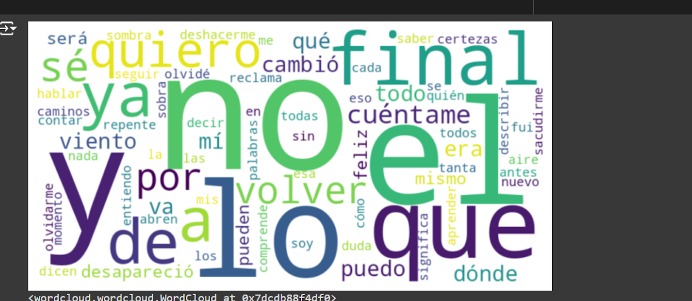 será sombra deshacerme me qué final saber certezas
sé quiero cambió cada
seguir olvidé reclama
hablar ya sobra no eso todo se quién el describir sacudirme
caminos contar repente decir en todas cuéntame
viento mí palabras sin feliz todos fui
nada la las esa era tanta aire antes
y por entiendo lo volver mismo nuevo
olvidarme momento va abren a mis pueden comprende cómo que aprender
de los soy duda significa
dicen desapareció puedo dónde
<wordcloud.wordcloud.WordCloud at 0x7dcdb88f4df0>